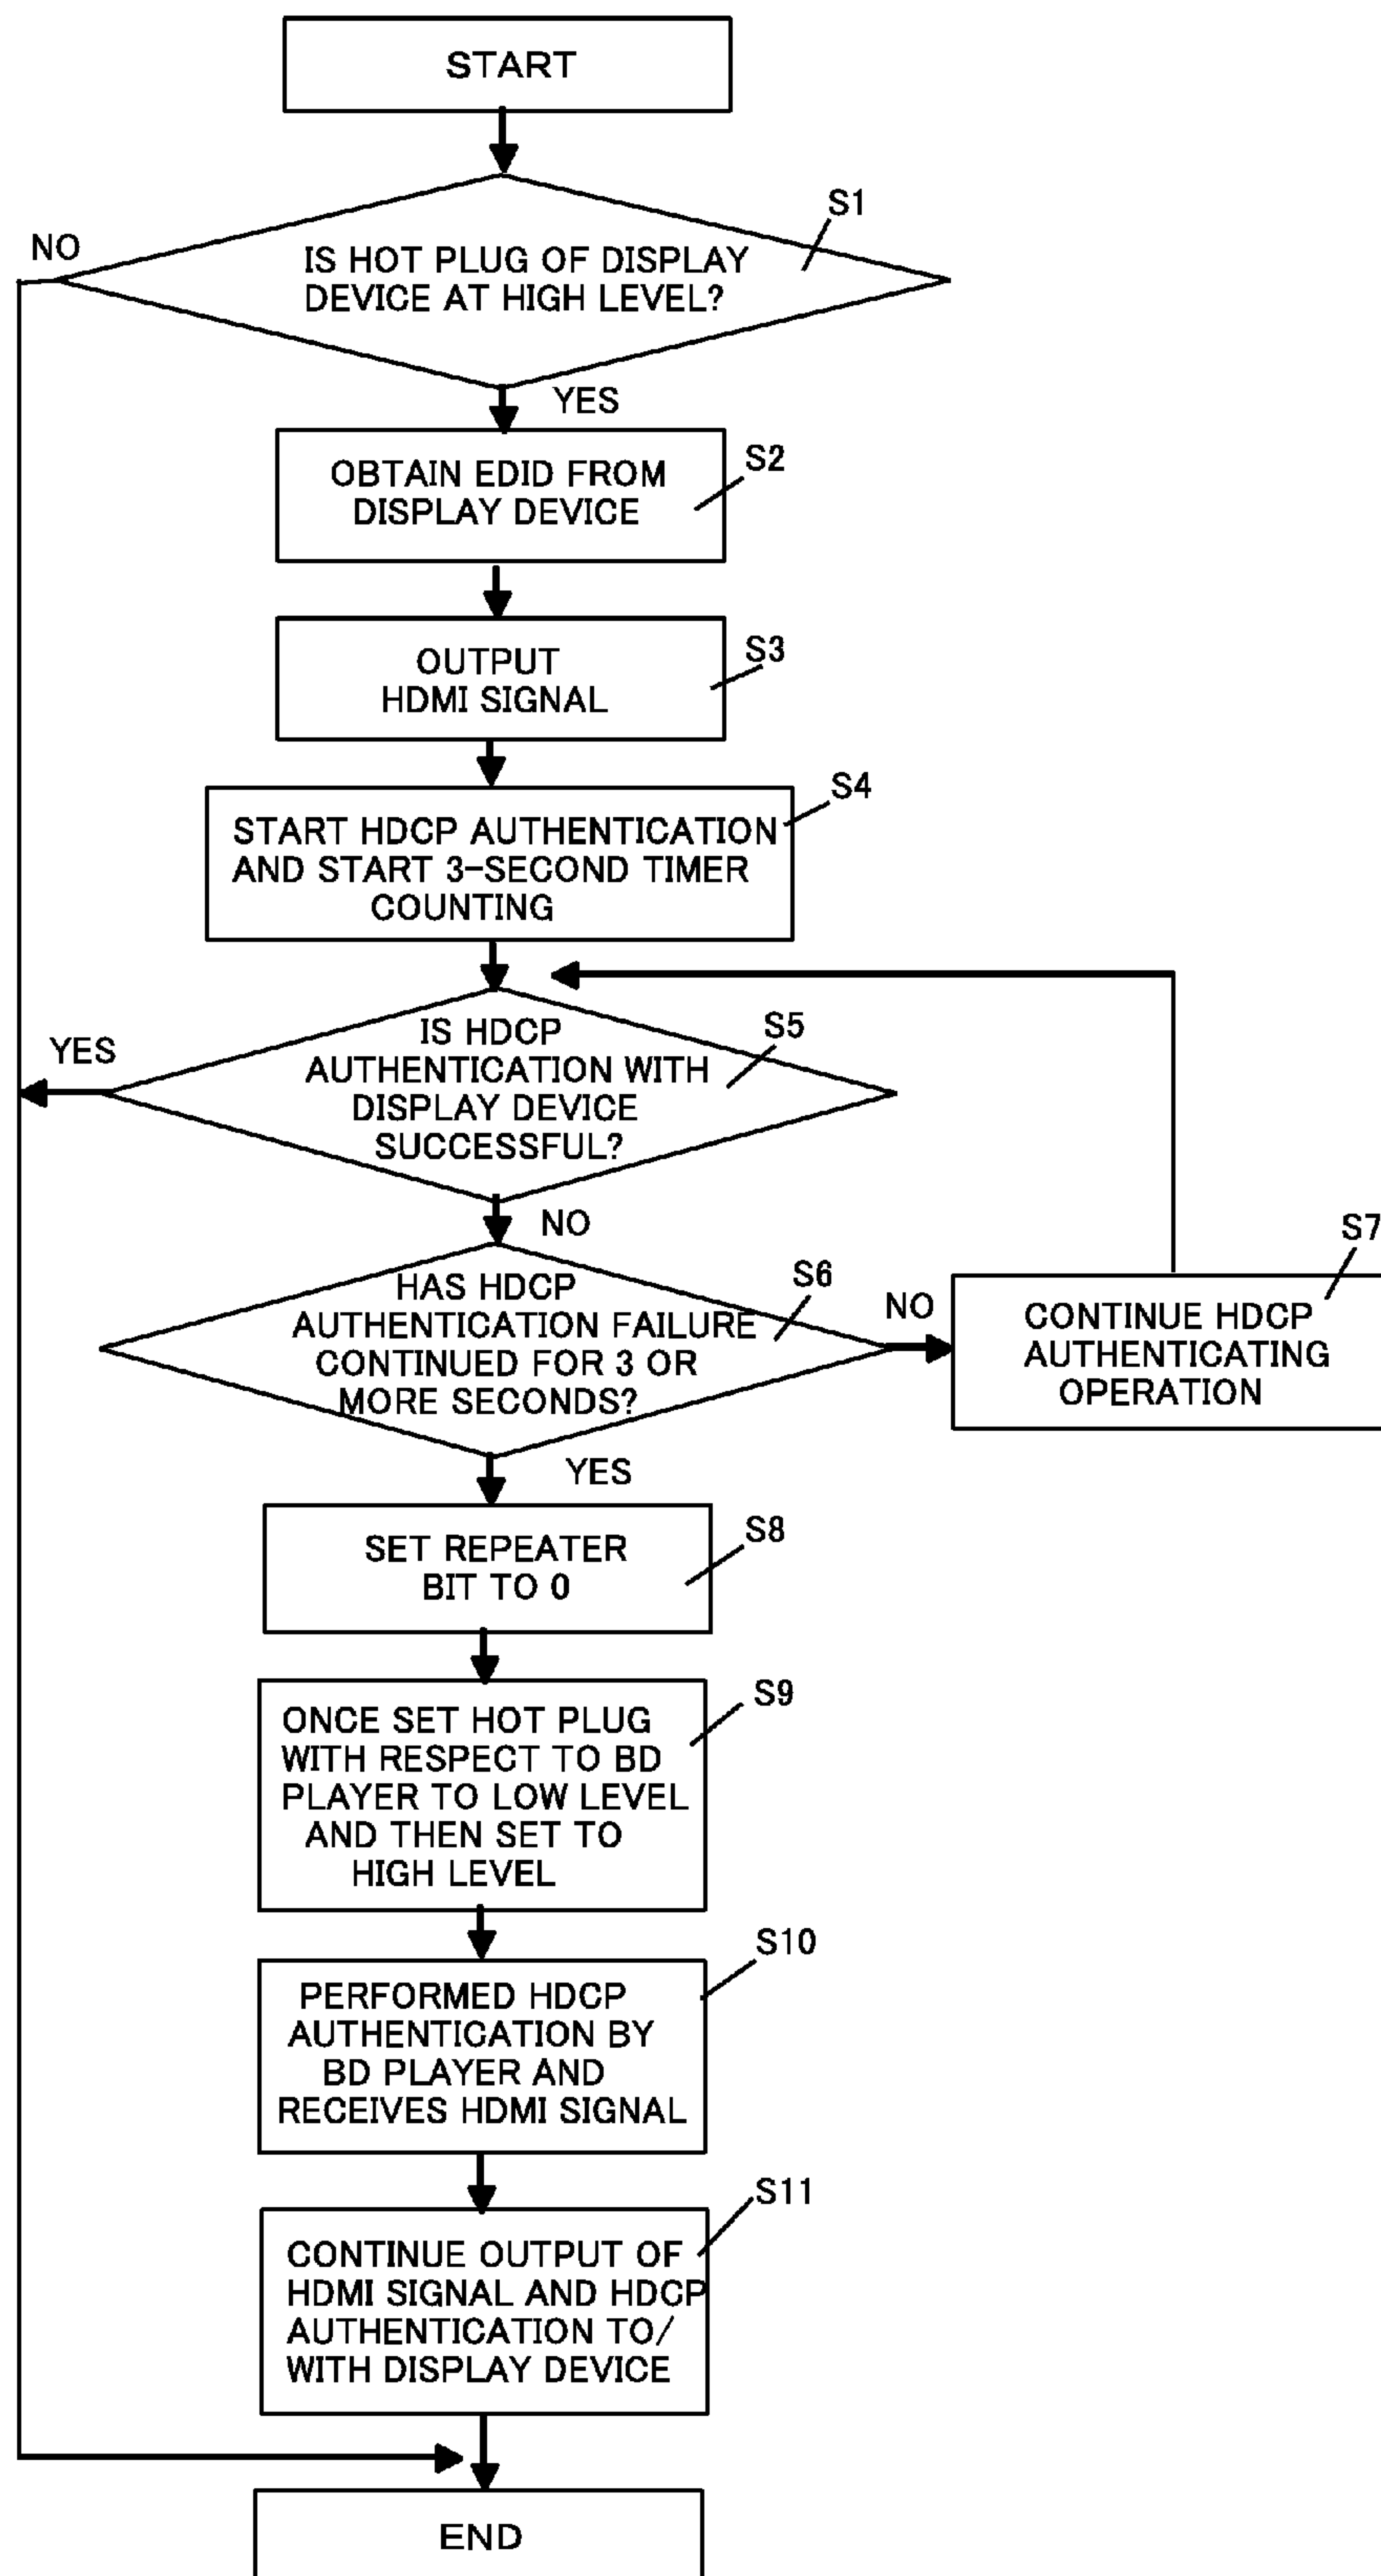 START
S1
NO
IS HOT PLUG OF DISPLAY
DEVICE AT HIGH LEVEL?
YES
S2
OBTAIN EDID FROM
DISPLAY DEVICE
S3
OUTPUT
HDMI SIGNAL
S4
START HDCP AUTHENTICATION
AND START 3-SECOND TIMER
COUNTING
S5
YES
IS HDCP
AUTHENTICATION WITH
DISPLAY DEVICE
SUCCESSFUL?
NO
S6
HAS HDCP
AUTHENTICATION FAILURE
CONTINUED FOR 3 OR
MORE SECONDS?
NO
S7
CONTINUE HDCP
AUTHENTICATING
OPERATION
YES
S8
SET REPEATER
BIT TO 0
S9
ONCE SET HOT PLUG
WITH RESPECT TO BD
PLAYER TO LOW LEVEL
AND THEN SET TO
HIGH LEVEL
S10
PERFORMED HDCP
AUTHENTICATION BY
BD PLAYER AND
RECEIVES HDMI SIGNAL
S11
CONTINUE OUTPUT OF
HDMI SIGNAL AND HDCP
AUTHENTICATION TO/
WITH DISPLAY DEVICE
END